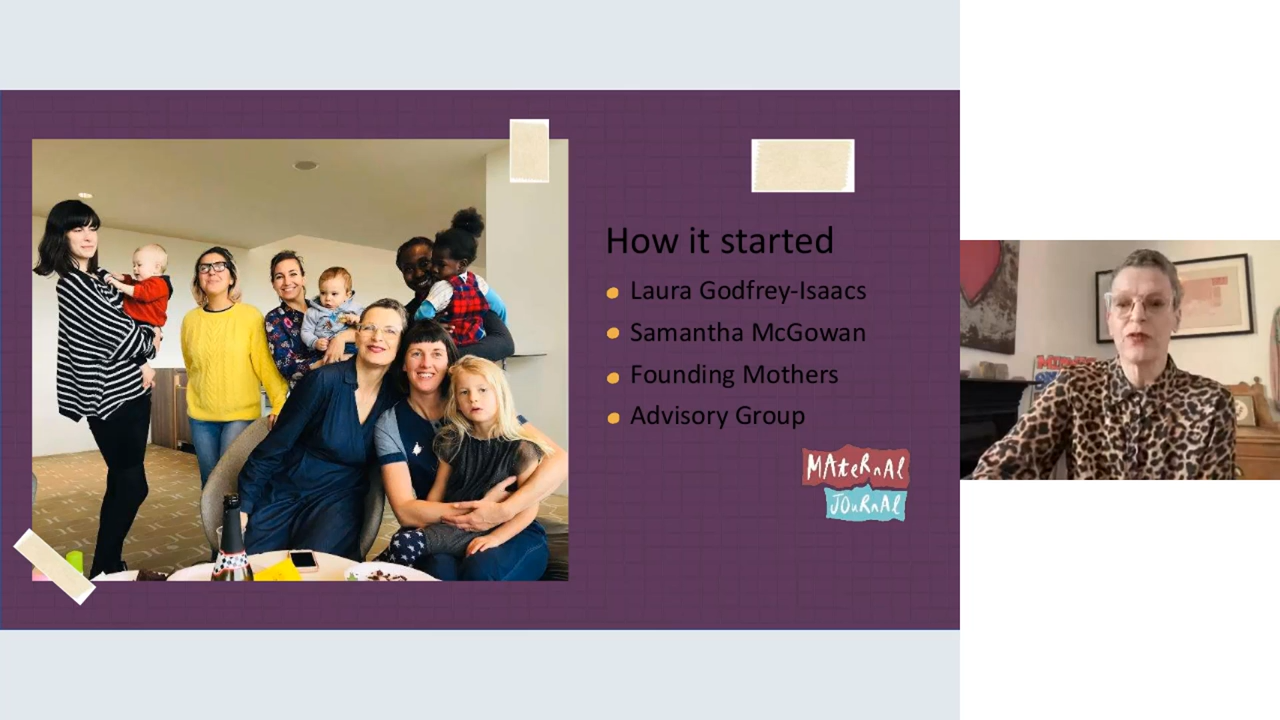 How it started
Laura Godfrey-Isaacs
Samantha McGowan
Founding Mothers
Advisory Group
MAteRnAl
JOuRnAl